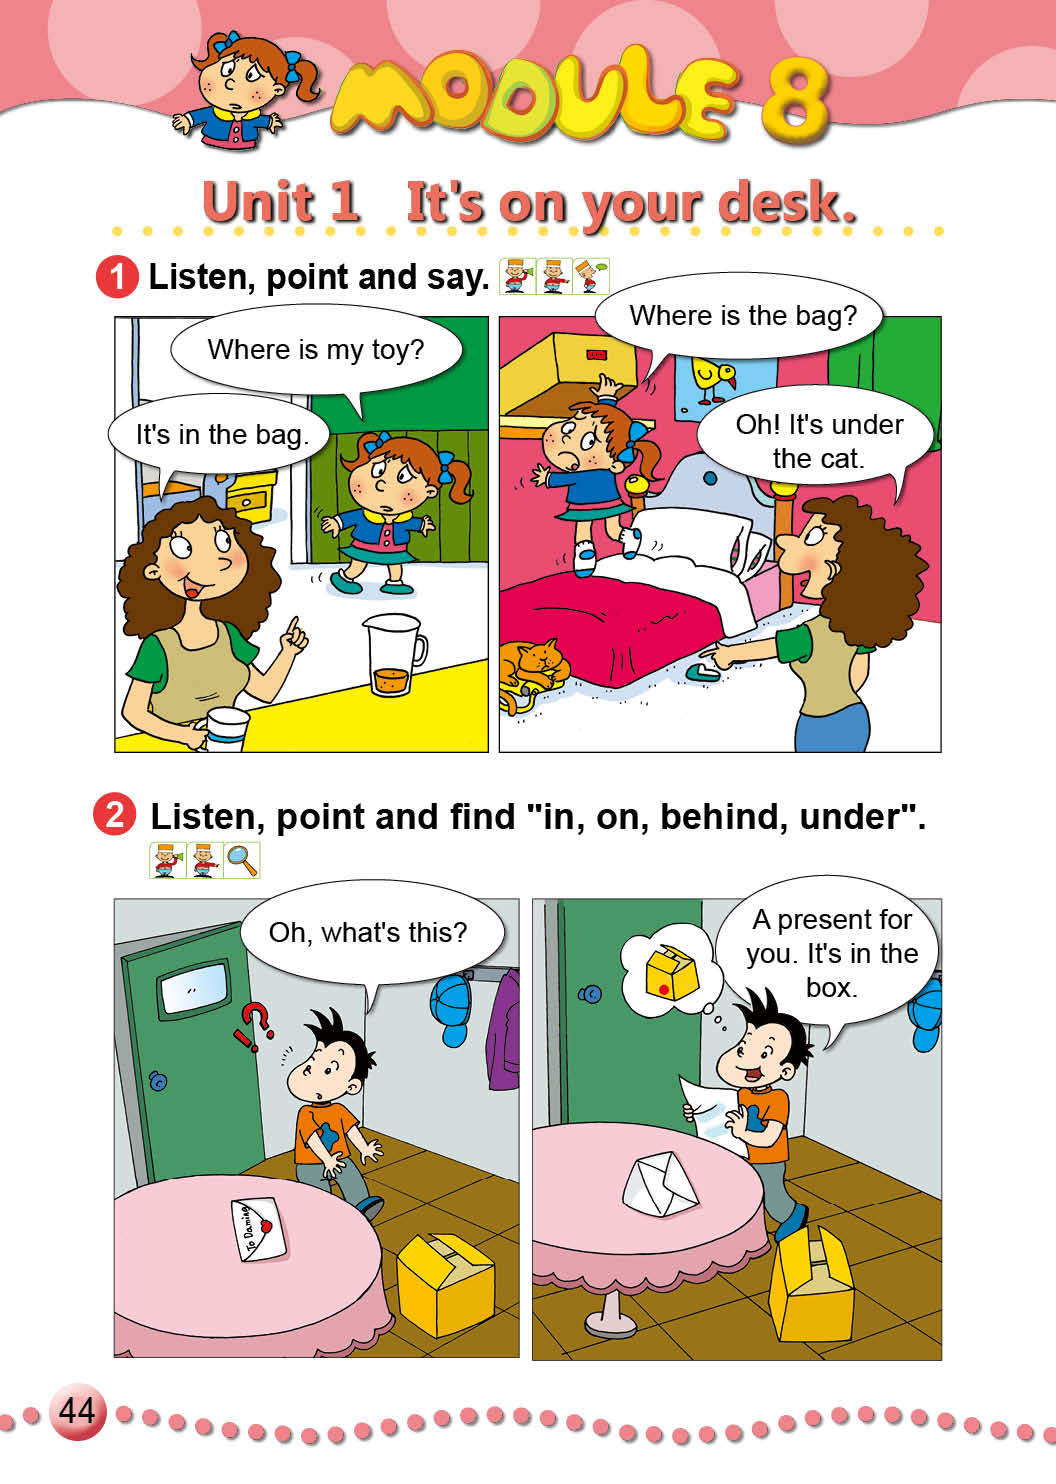 MODULE 8
Unit 1 It's on your desk.
1 Listen, point and say.
Where is my toy?
It's in the bag.
Where is the bag?
Oh! It's under
the cat.
2 Listen, point and find "in, on, behind, under".
Oh, what's this?
To Daming
A present for
you. It's in the
box.
44